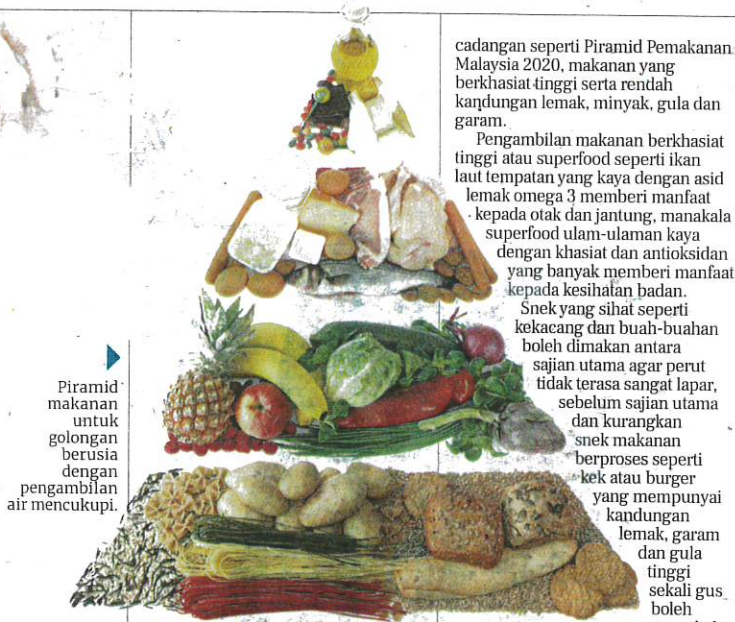 cadangan seperti Piramid Pemakanan
Malaysia 2020, makanan yang
berkhasiat tinggi serta rendah
kandungan lemak, minyak, gula dan
garam.
Pengambilan makanan berkhasiat
tinggi atau superfood seperti ikan
laut tempatan yang kaya dengan asid
lemak omega 3 memberi manfaat
kepada otak dan jantung, manakala
superfood ulam-ulaman kaya
dengan khasiat dan antioksidan
yang banyak memberi manfaat
kepada kesihatan badan.
Snek yang sihat seperti
kekacang dan buah-buahan
boleh dimakan antara
sajian utama agar perut
tidak terasa sangat lapar,
sebelum sajian utama
dan kurangkan
snek makanan
berproses seperti
kek atau burger
yang mempunyai
kandungan
lemak, garam
dan gula
tinggi
sekali gus
boleh
Piramid
makanan
untuk
golongan
berusia
dengan
pengambilan
air mencukupi.